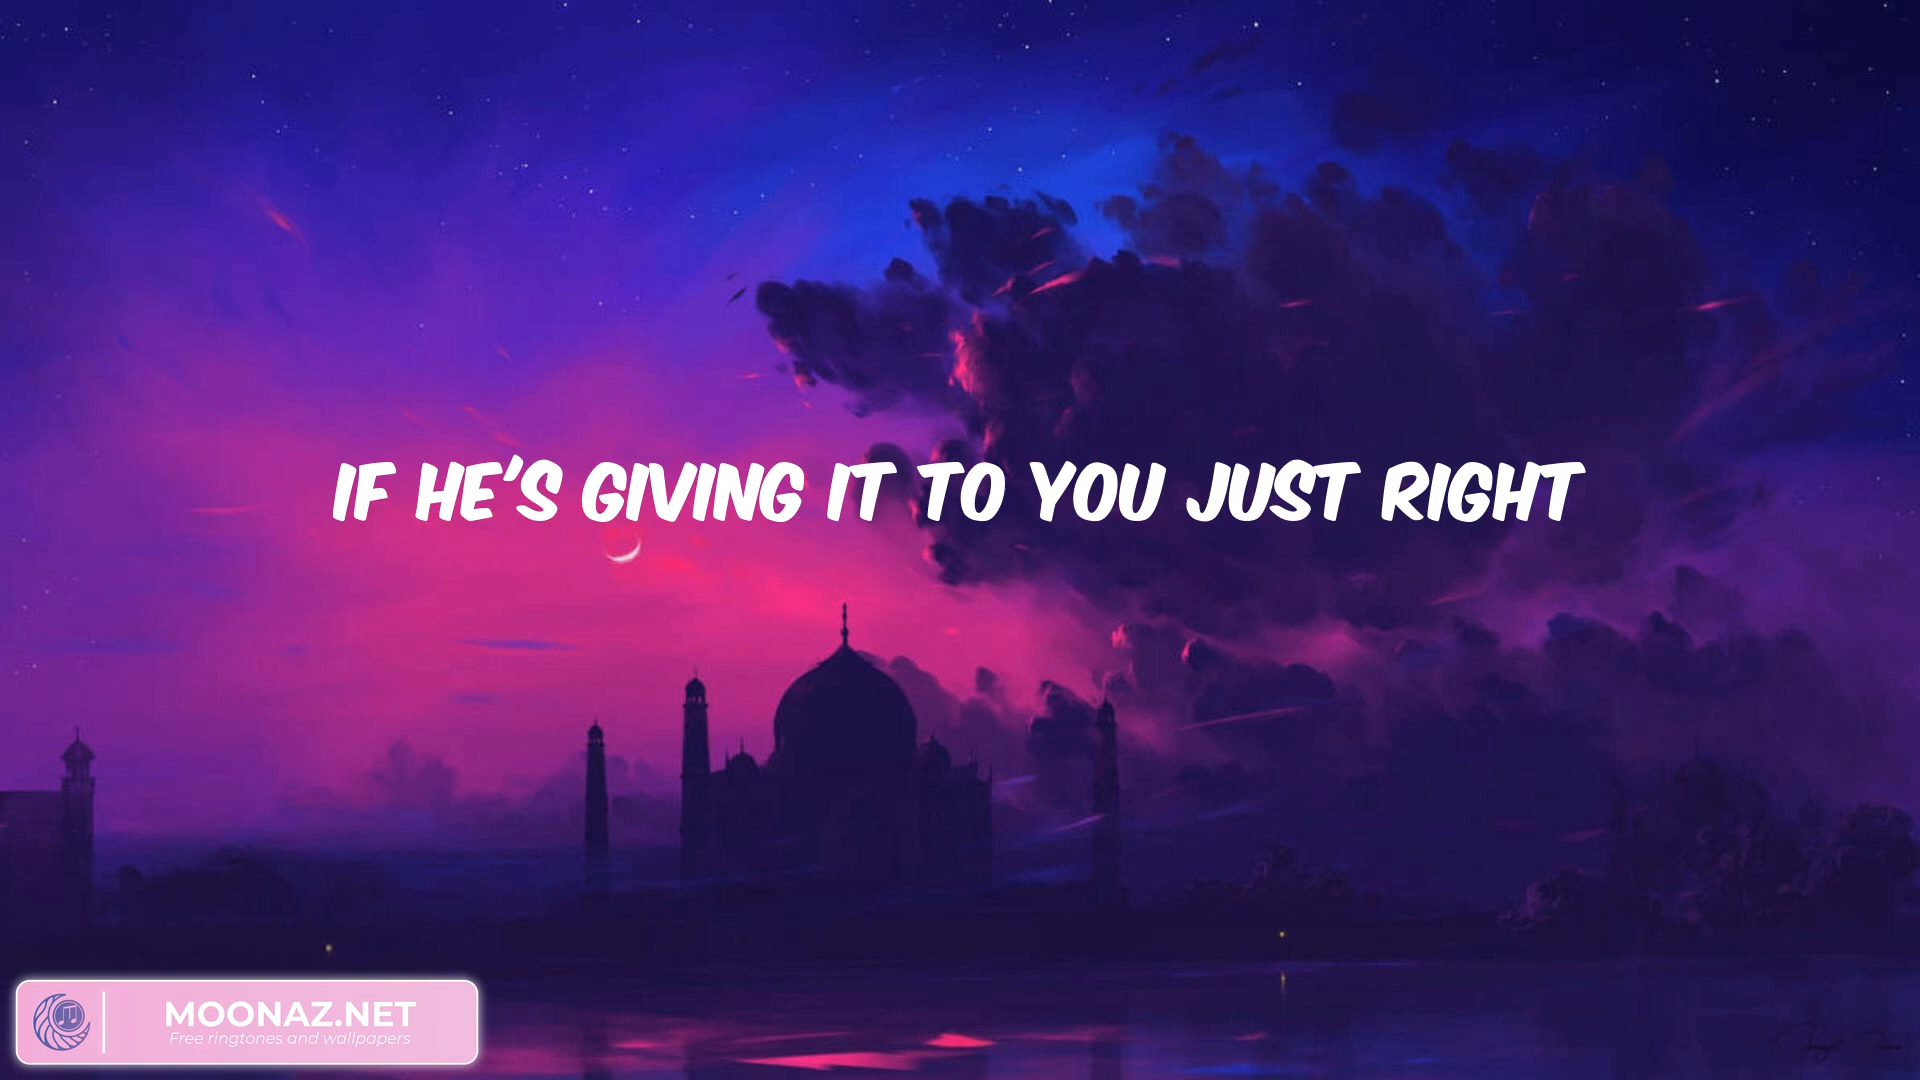 IF HE'S GIVING IT TO YOU JUST RIGHT
MOONAZ.NET
Free ringtones and wallpapers